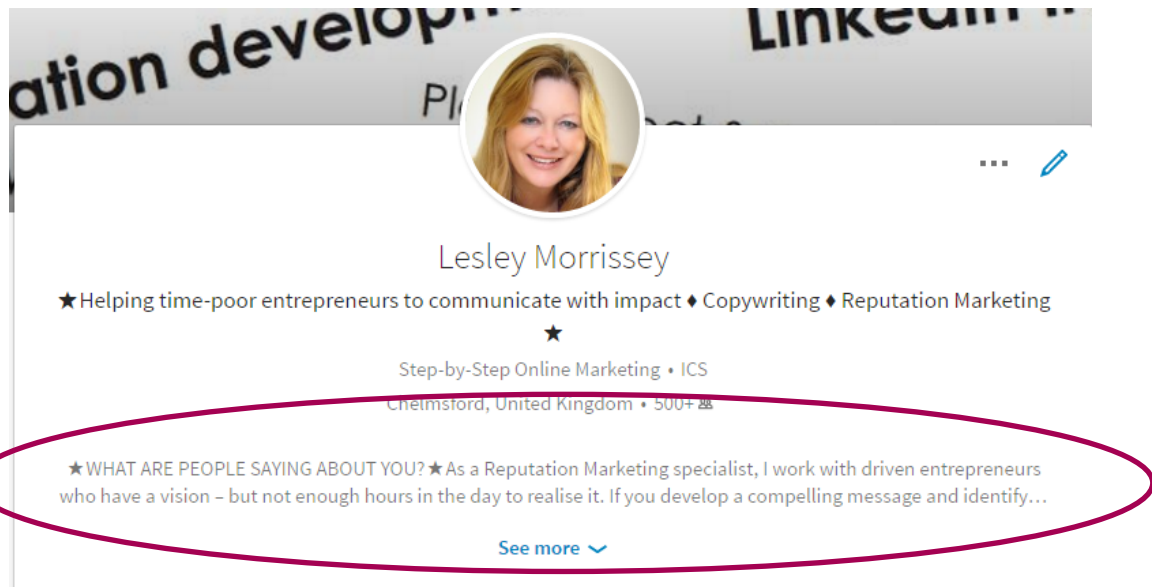 ation developm
LinkedIn
Lesley Morrissey
★Helping time-poor entrepreneurs to communicate with impact ♦ Copywriting ♦ Reputation Marketing
★
Step-by-Step Online Marketing • ICS
Chelmsford, United Kingdom • 500+
★WHAT ARE PEOPLE SAYING ABOUT YOU?★As a Reputation Marketing specialist, I work with driven entrepreneurs
who have a vision – but not enough hours in the day to realise it. If you develop a compelling message and identify…
See more